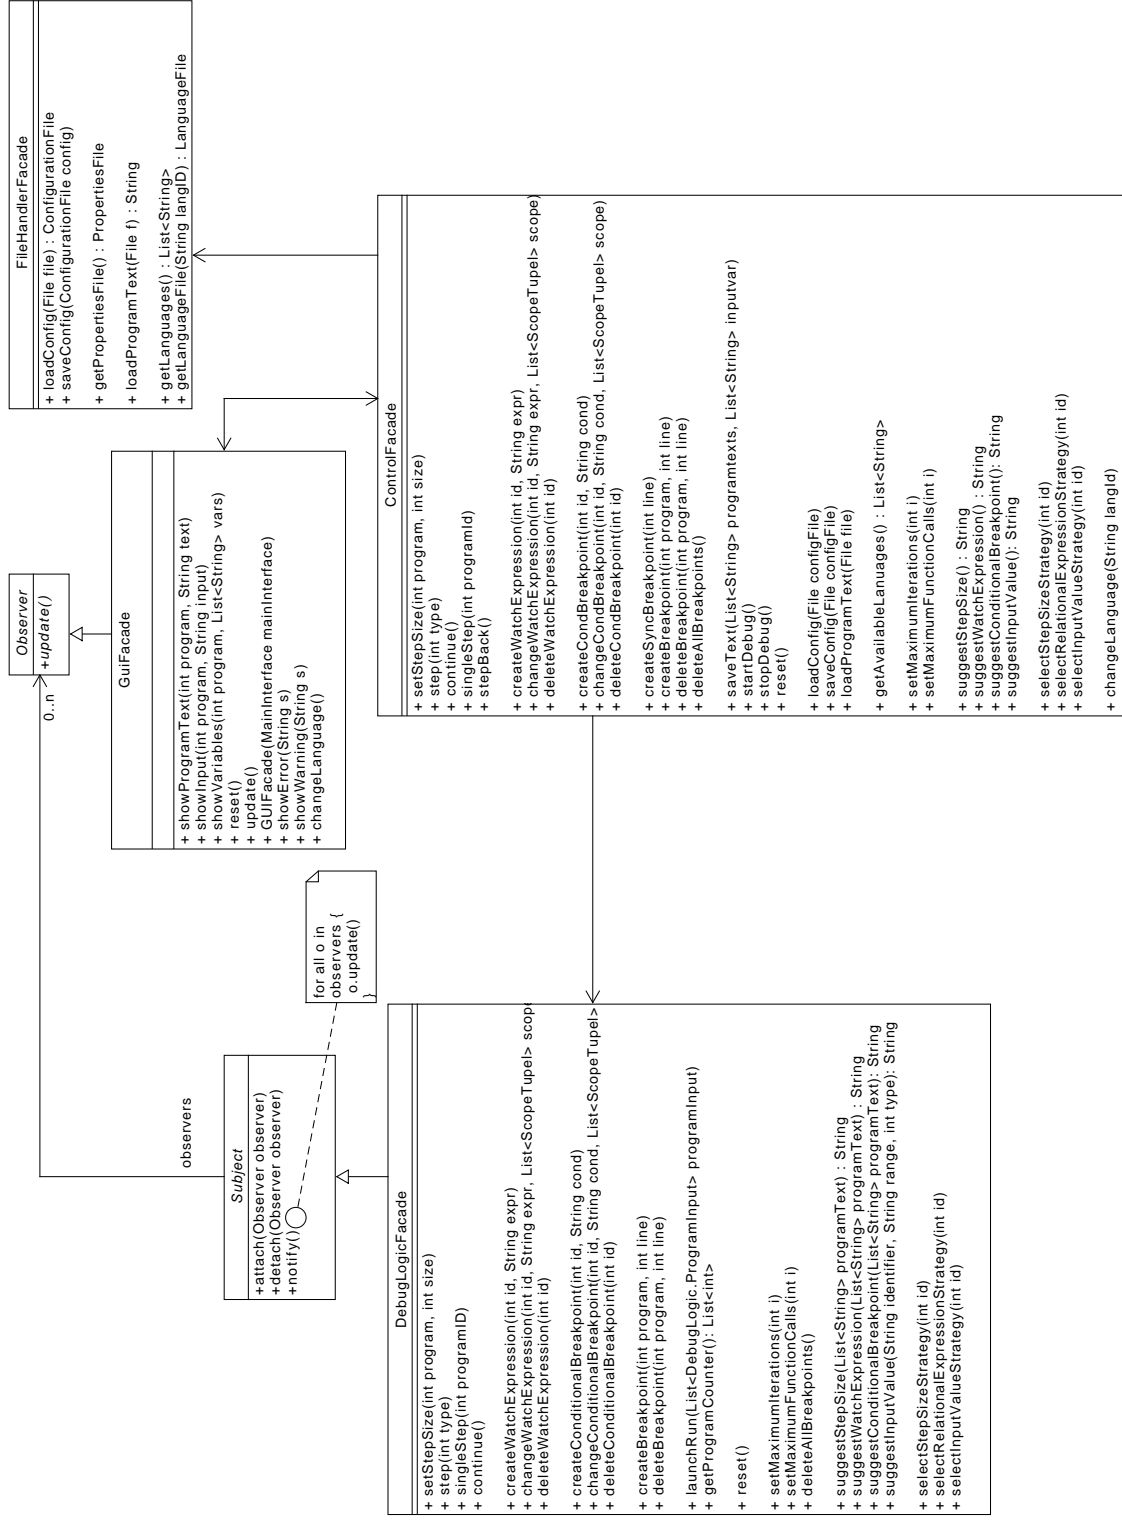 FileHandlerFacade
+ loadConfig(File file) : ConfigurationFile
+ saveConfig(ConfigurationFile config)
+ getPropertiesFile() : PropertiesFile
+ loadProgramText(File f) : String
+ getLanguages() : List<String>
+ getLanguageFile(String langID) : LanguageFile
Observer
+update()
0..n
GuiFacade
+ showProgramText(int program, String text)
+ showInput(int program, String input)
+ showVariables(int program, List<String> vars)
+ reset()
+ update()
+ GUIFacade(MainInterface mainInterface)
+ showError(String s)
+ showWarning(String s)
+ changeLanguage()
ControlFacade
+ setStepSize(int program, int size)
+ step(int type)
+ continue()
+ singleStep(int programId)
+ stepBack()
+ createWatchExpression(int id, String expr)
+ changeWatchExpression(int id, String expr, List<ScopeTupel> scope)
+ deleteWatchExpression(int id)
+ createCondBreakpoint(int id, String cond)
+ changeCondBreakpoint(int id, String cond, List<ScopeTupel> scope)
+ deleteCondBreakpoint(int id)
+ createSyncBreakpoint(int line)
+ createBreakpoint(int program, int line)
+ deleteBreakpoint(int program, int line)
+ deleteAllBreakpoints()
+ saveText(List<String> programtexts, List<String> inputvar)
+ startDebug()
+ stopDebug()
+ reset()
+ loadConfig(File configFile)
+ saveConfig(File configFile)
+ loadProgramText(File file)
+ getAvailableLanuages() : List<String>
+ setMaximumIterations(int i)
+ setMaximumFunctionCalls(int i)
+ suggestStepSize() : String
+ suggestWatchExpression() : String
+ suggestConditionalBreakpoint(): String
+ suggestInputValue(): String
+ selectStepSizeStrategy(int id)
+ selectRelationalExpressionStrategy(int id)
+ selectInputValueStrategy(int id)
+ changeLanguage(String langId)
observers
Subject
+attach(Observer observer)
+detach(Observer observer)
+notify()
for all o in
observers {
o.update()
}
DebugLogicFacade
+ setStepSize(int program, int size)
+ step(int type)
+ singleStep(int programID)
+ continue()
+ createWatchExpression(int id, String expr)
+ changeWatchExpression(int id, String expr, List<ScopeTupel> scope
+ deleteWatchExpression(int id)
+ createConditionalBreakpoint(int id, String cond)
+ changeConditionalBreakpoint(int id, String cond, List<ScopeTupel>
+ deleteConditionalBreakpoint(int id)
+ createBreakpoint(int program, int line)
+ deleteBreakpoint(int program, int line)
+ launchRun(List<DebugLogic.ProgramInput> programInput)
+ getProgramCounter(): List<int>
+ reset()
+ setMaximumIterations(int i)
+ setMaximumFunctionCalls(int i)
+ deleteAllBreakpoints()
+ suggestStepSize(List<String> programText) : String
+ suggestWatchExpression(List<String> programText) : String
+ suggestConditionalBreakpoint(List<String> programText): String
+ suggestInputValue(String identifier, String range, int type): String
+ selectStepSizeStrategy(int id)
+ selectRelationalExpressionStrategy(int id)
+ selectInputValueStrategy(int id)